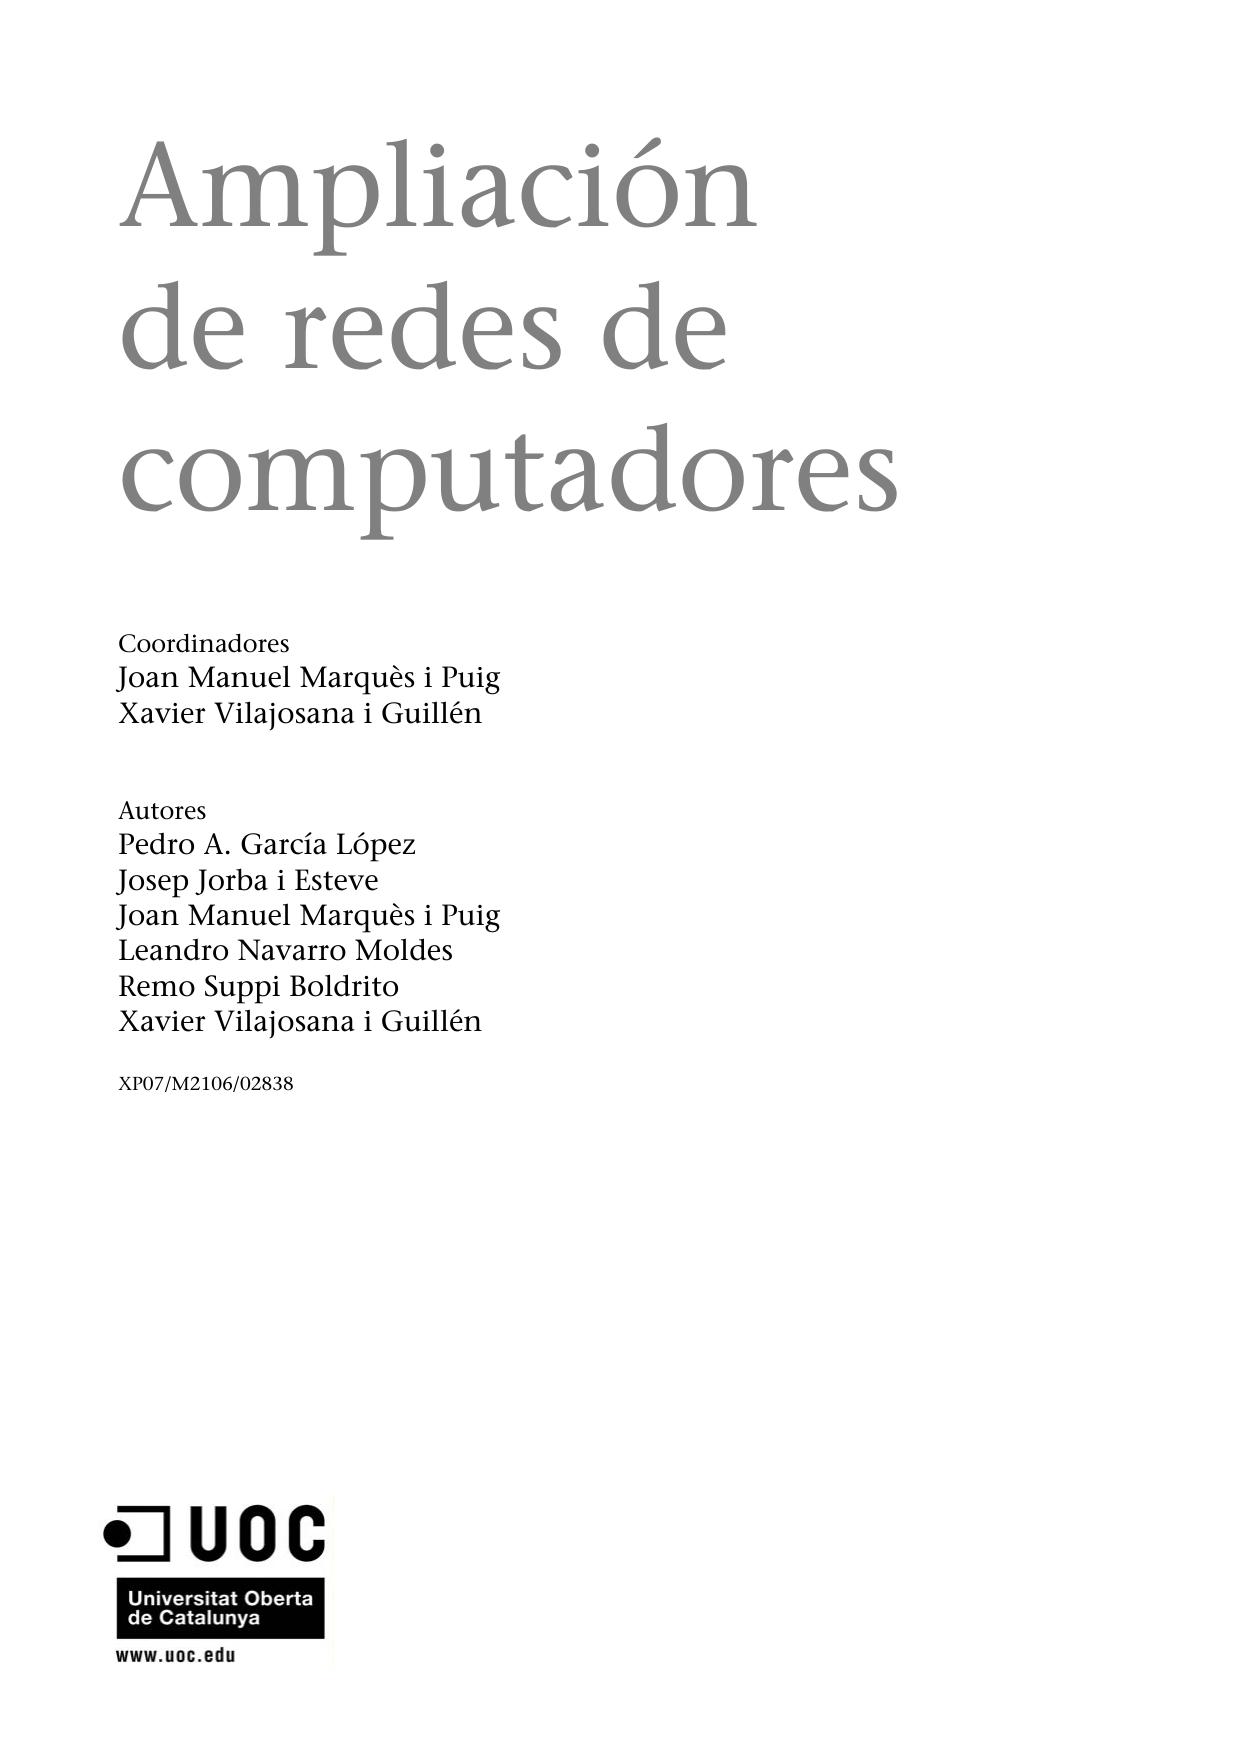 Ampliación
de redes de
computadores
Coordinadores
Joan Manuel Marquès i Puig
Xavier Vilajosana i Guillén
Autores
Pedro A. García López
Josep Jorba i Esteve
Joan Manuel Marquès i Puig
Leandro Navarro Moldes
Remo Suppi Boldrito
Xavier Vilajosana i Guillén
XP07/M2106/02838
UOC
Universitat Oberta
de Catalunya
www.uoc.edu